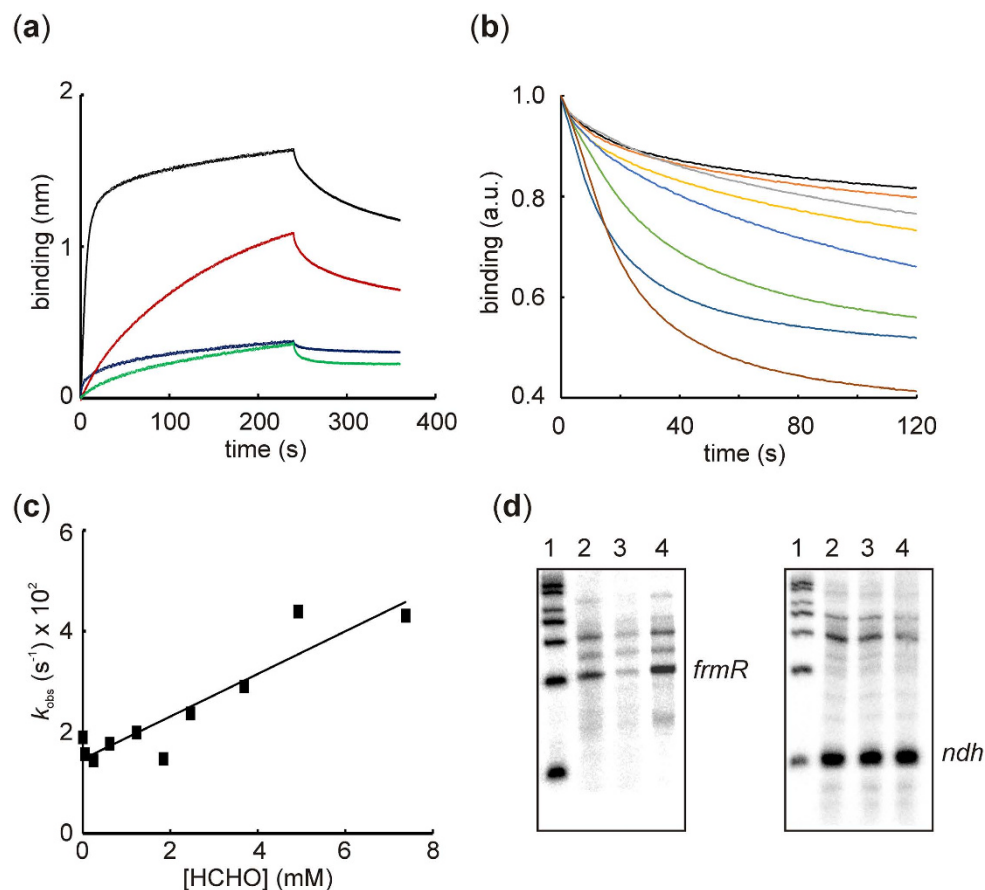 (a)
2
1
0
binding (nm)
0 100 200 300 400
time (s)
(b)
1.0
0.8
0.6
0.4
binding (a.u.)
0 40 80 120
time (s)
(c)
6
4
2
0
k_obs (s⁻¹) x 10²
0 2 4 6 8
[HCHO] (mM)
(d)
1 2 3 4
frmR
1 2 3 4
ndh